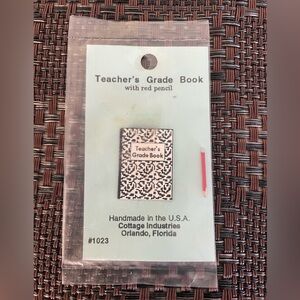 Teacher's Grade Book
with red pencil
Teacher's
Grade Book
Handmade in the U.S.A.
Cottage Industries
Orlando, Florida
#1023